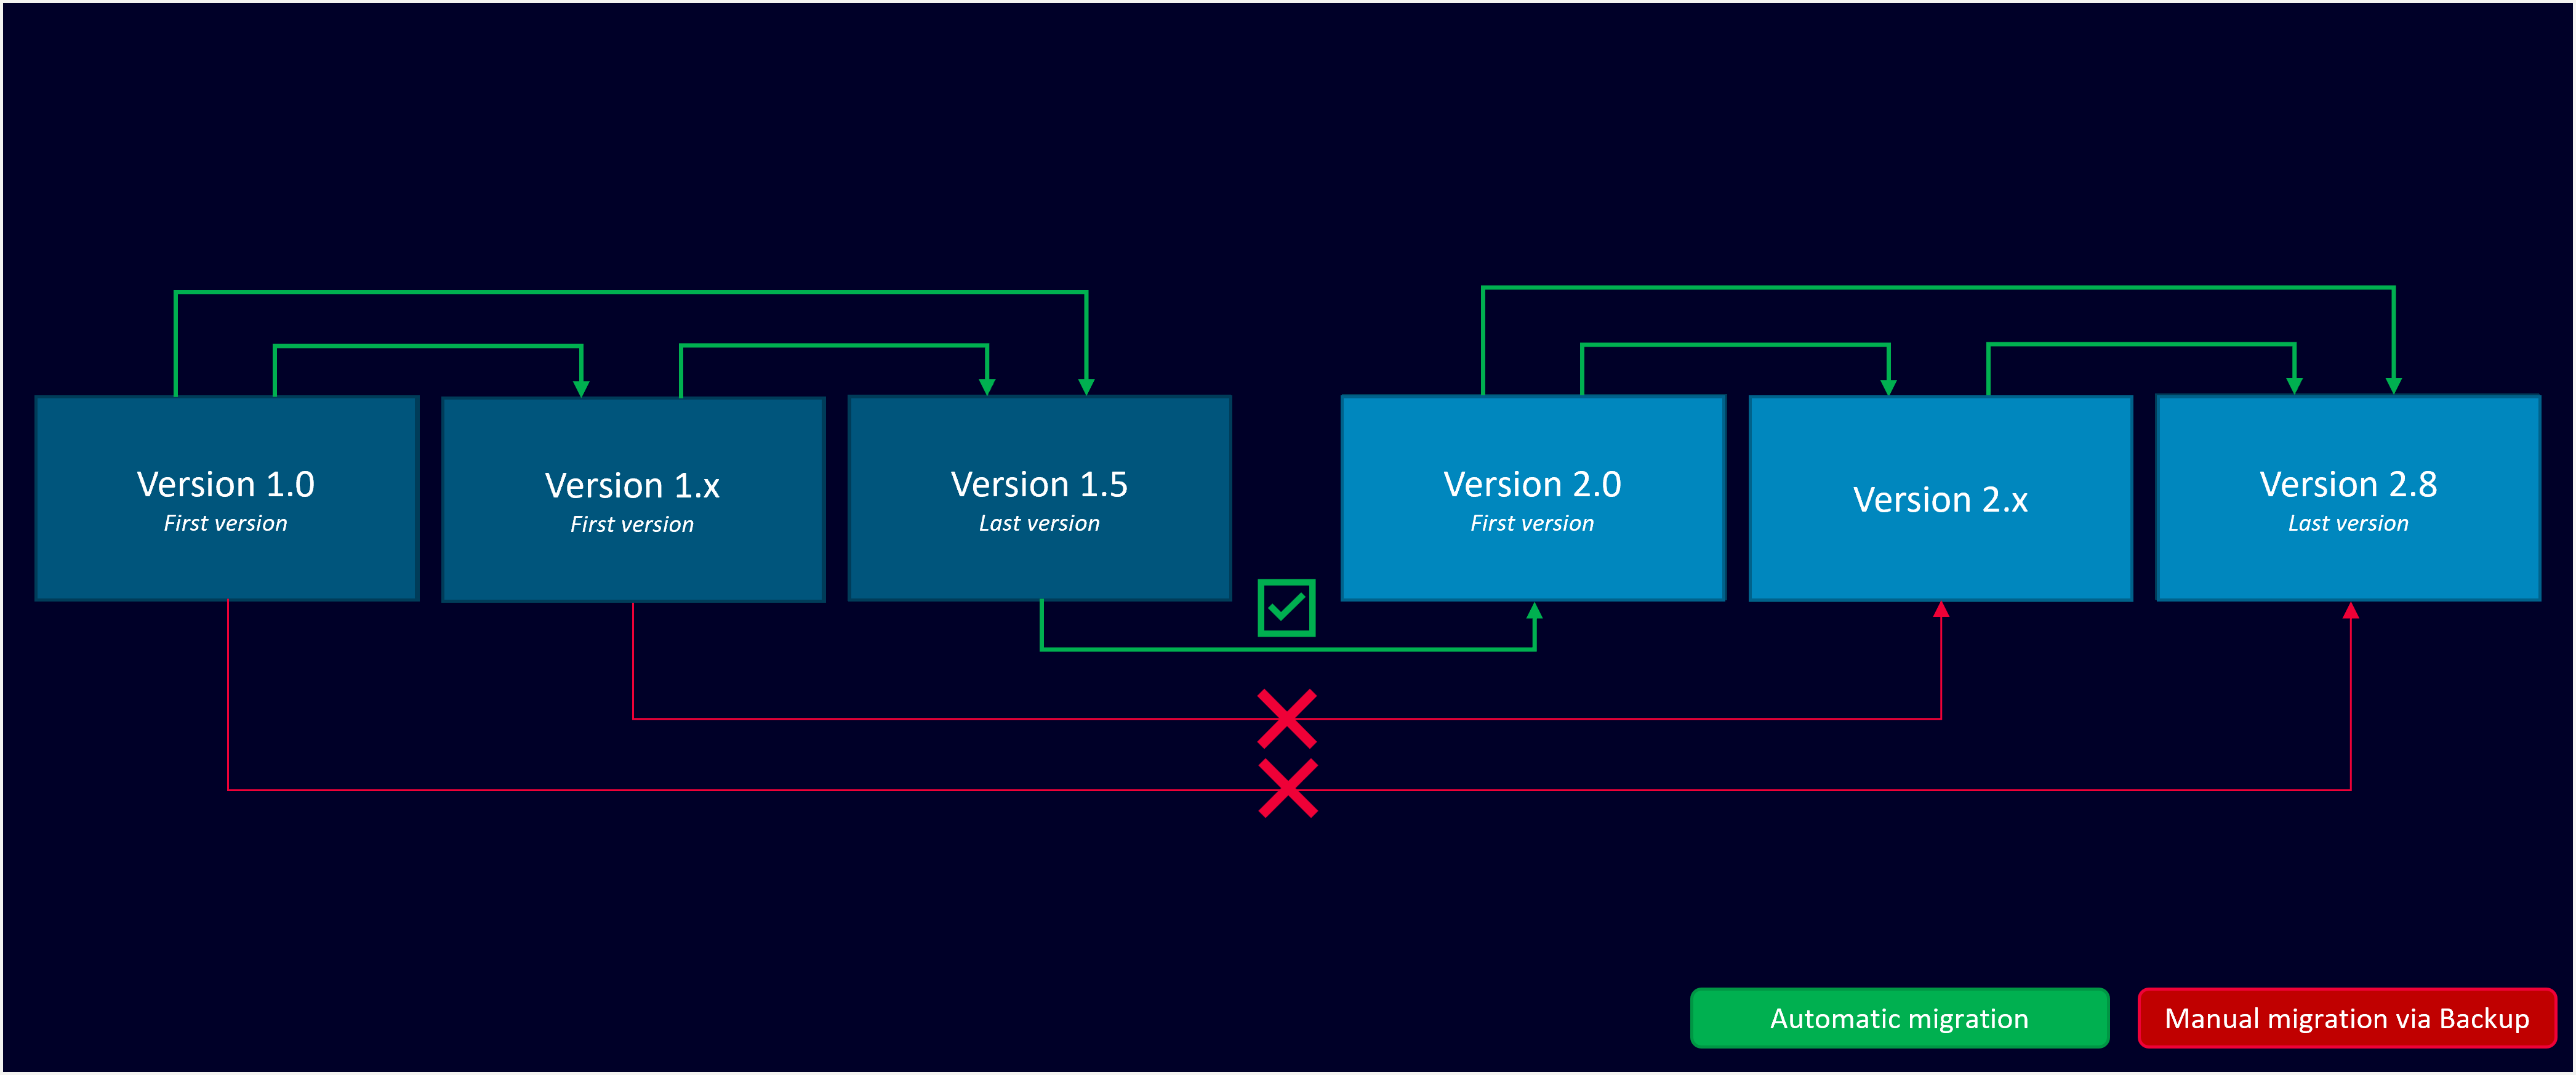 Version 1.0
First version
Version 1.x
First version
Version 1.5
Last version
Version 2.0
First version
Version 2.x
Version 2.8
Last version
Automatic migration
Manual migration via Backup